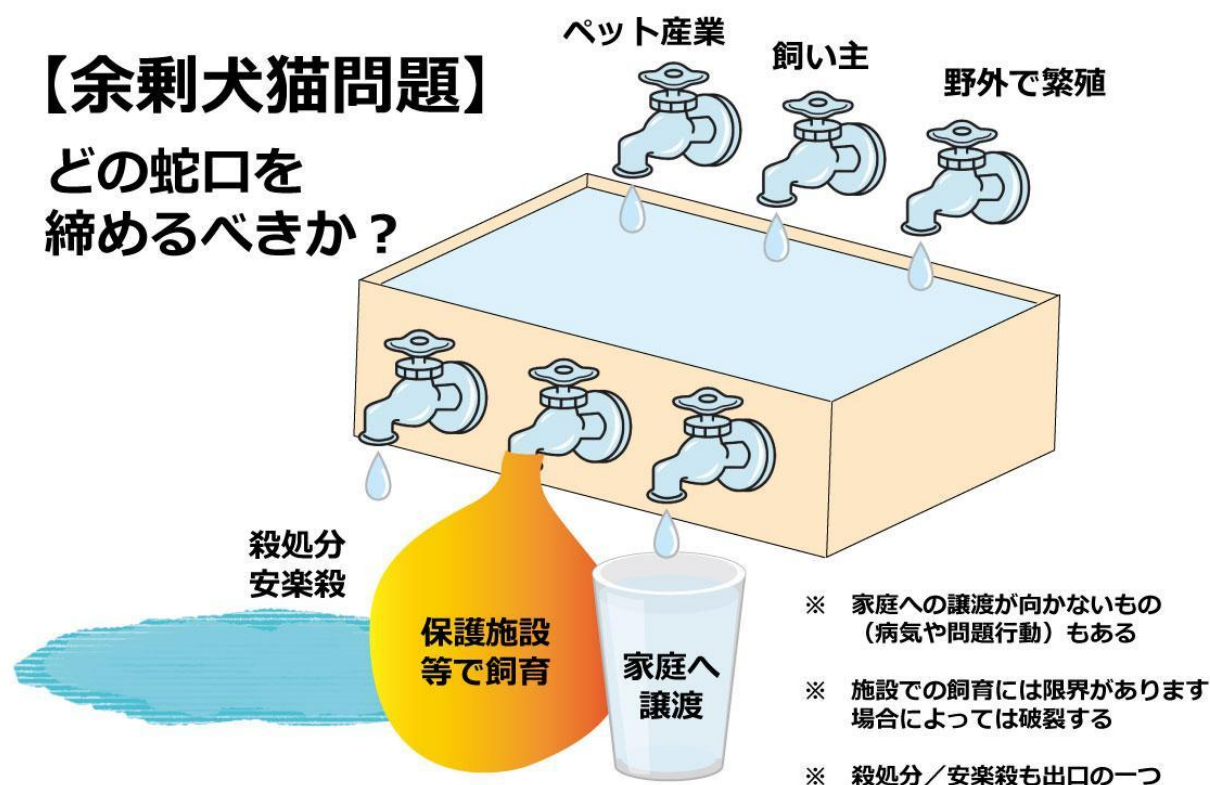 【余剰犬猫問題】
どの蛇口を
締めるべきか？
ペット産業
飼い主
野外で繁殖
殺処分
安楽殺
保護施設
等で飼育
家庭へ
譲渡
※ 家庭への譲渡が向かないもの
（病気や問題行動）もある
※ 施設での飼育には限界があります
場合によっては破裂する
※ 殺処分／安楽殺も出口の一つ